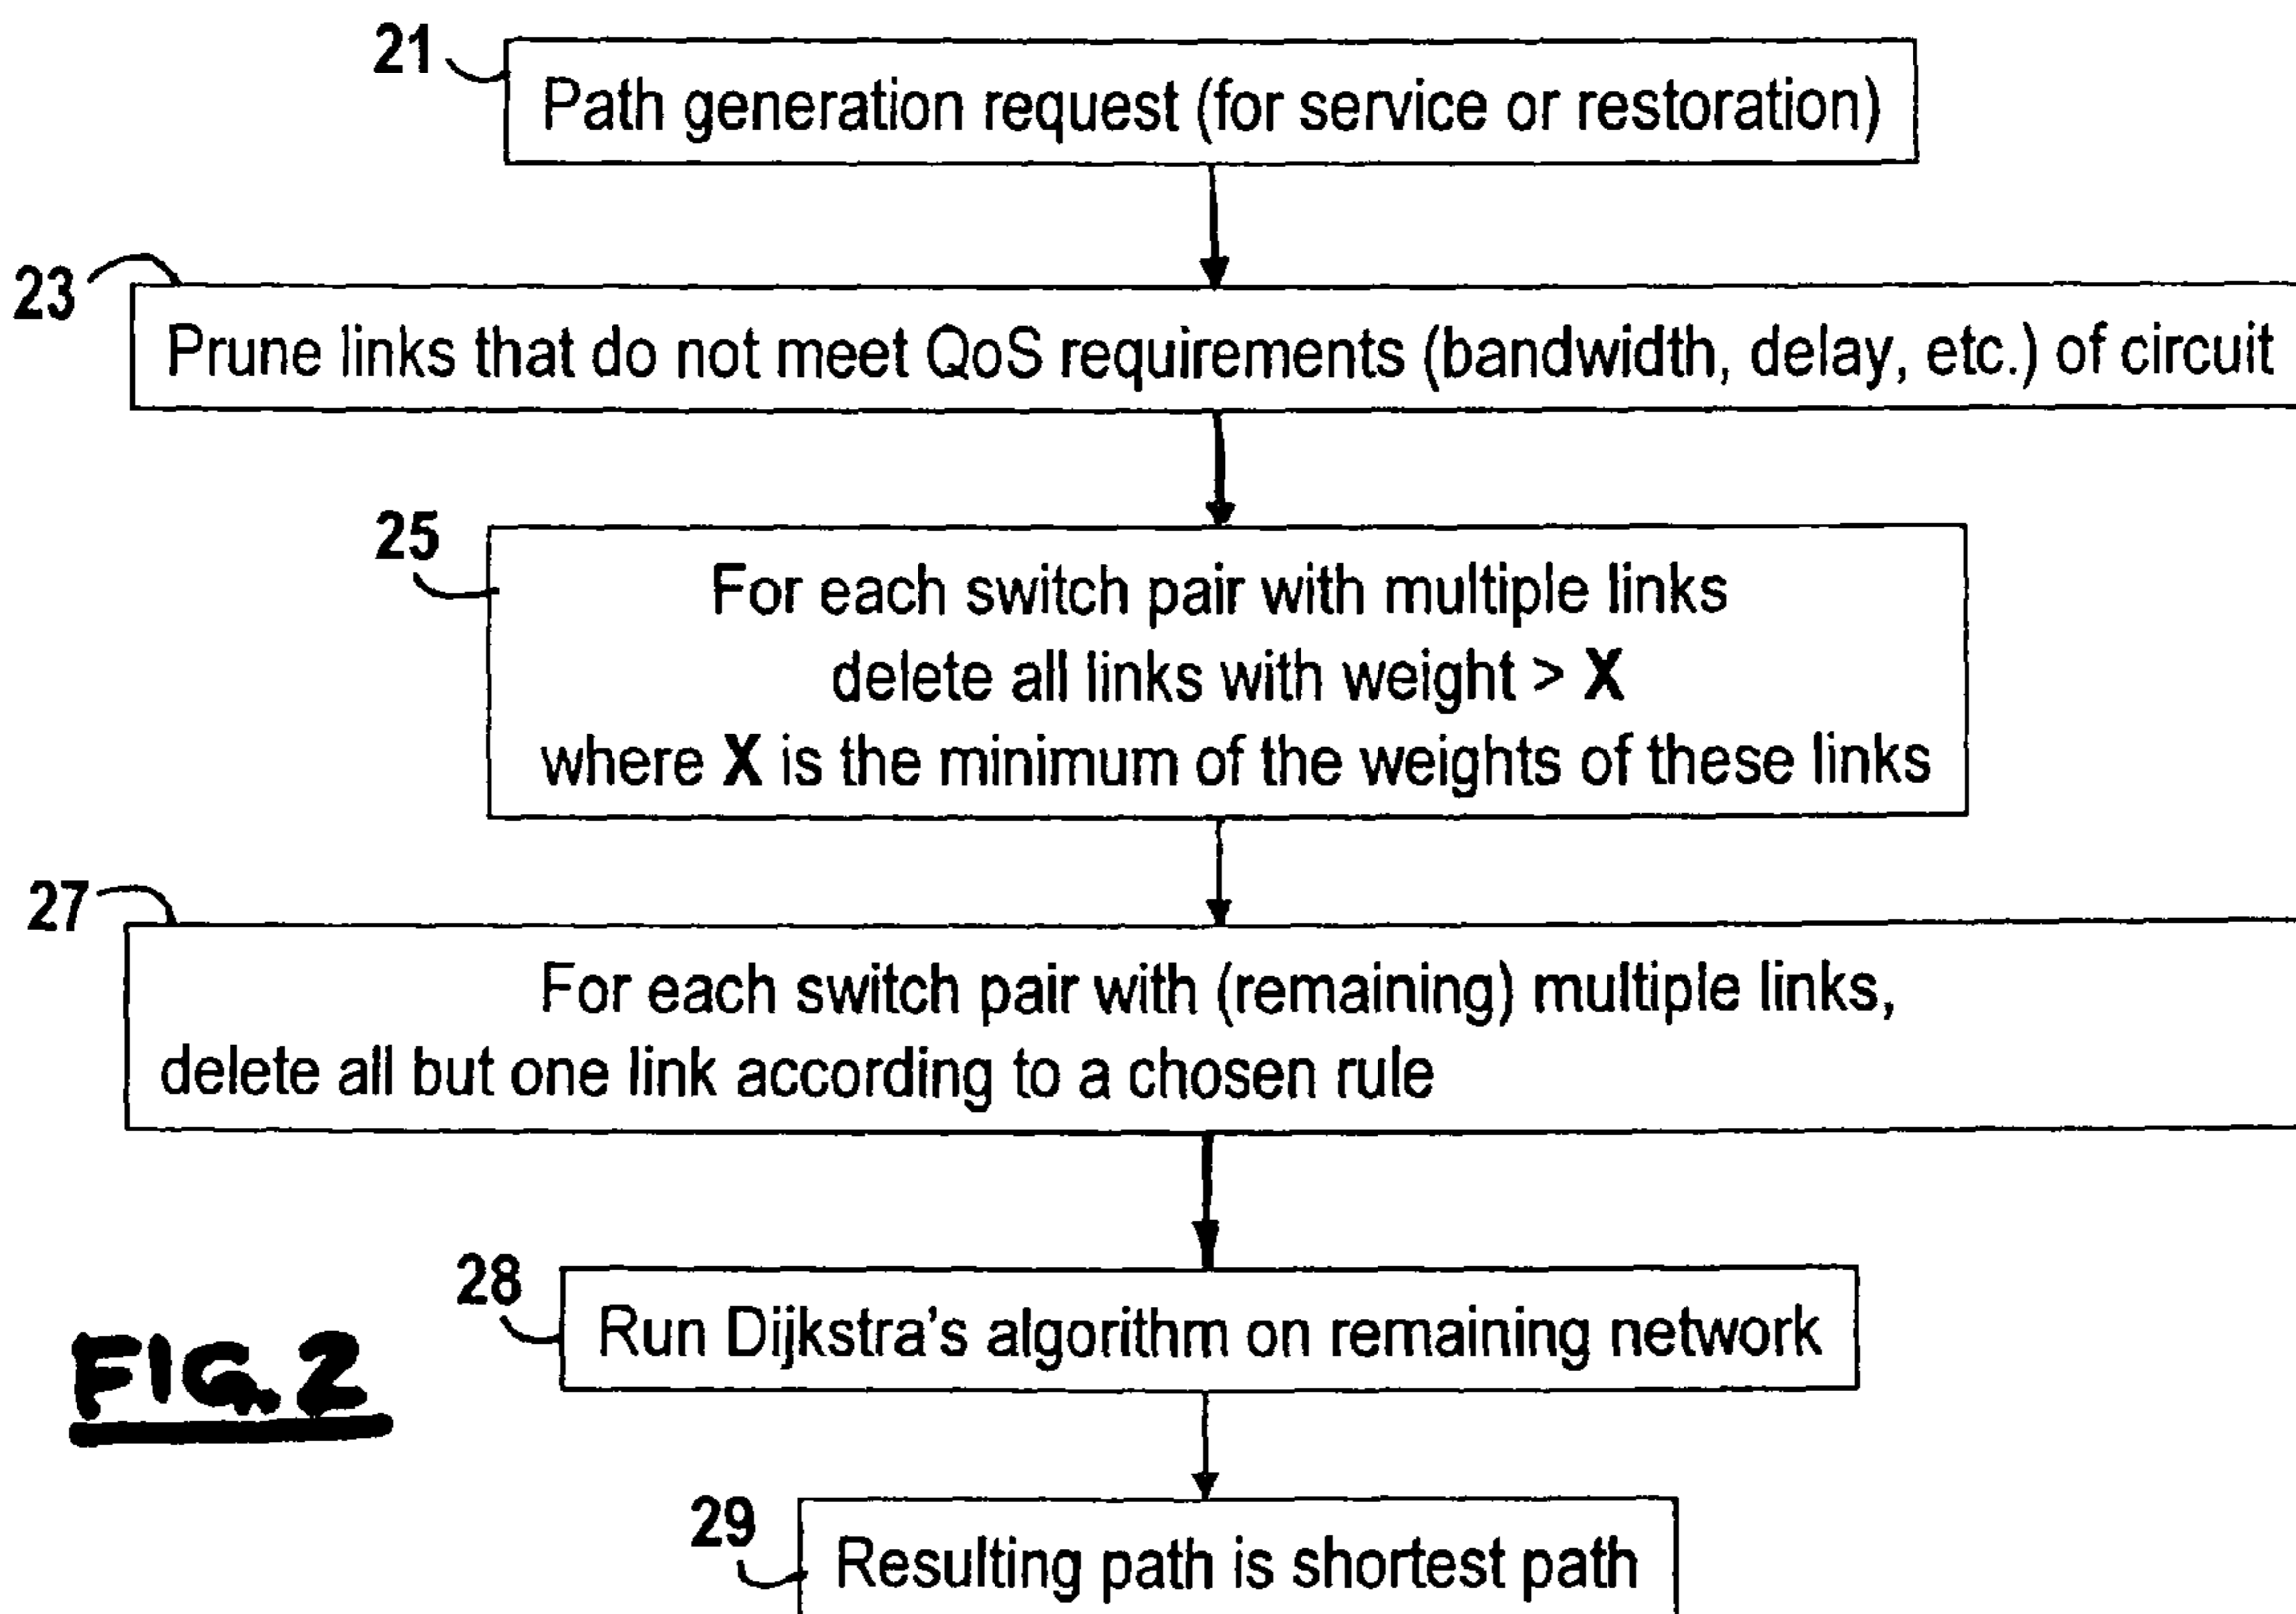 21
Path generation request (for service or restoration)
23
Prune links that do not meet QoS requirements (bandwidth, delay, etc.) of circuit
25
For each switch pair with multiple links
delete all links with weight > X
where X is the minimum of the weights of these links
27
For each switch pair with (remaining) multiple links,
delete all but one link according to a chosen rule
28
Run Dijkstra's algorithm on remaining network
FIG. 2
29
Resulting path is shortest path